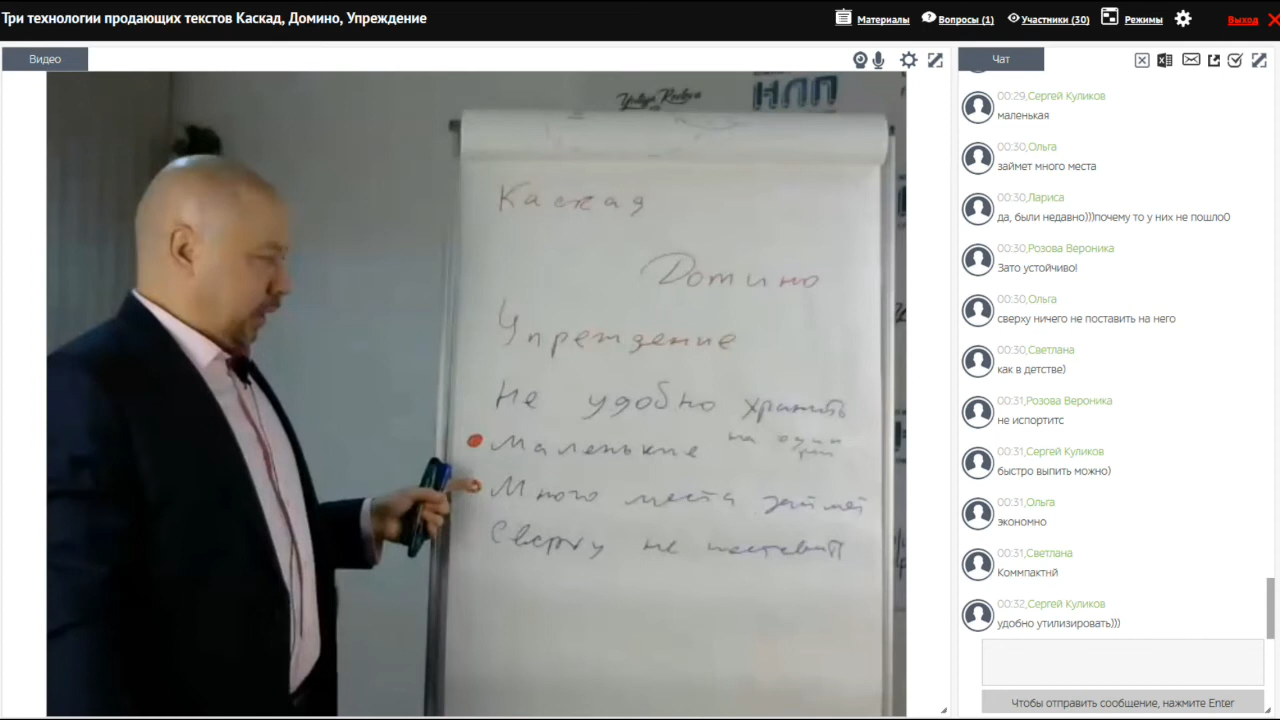 Три технологии продающих текстов Каскад, Домино, Упреждение
Материалы
Вопросы (1)
Участники (30)
Режимы
Выход
Видео
НЛП
Каскад
Домино
Упреждение
Не удобно хранить
Маленькие на один
Много места займет
Сверху не поставить
Чат
00:29,Сергей Куликов
маленькая
00:30,Ольга
займет много места
00:30,Лариса
да, были недавно)))почему то у них не пошло0
00:30,Розова Вероника
Зато устойчиво!
00:30,Ольга
сверху ничего не поставить на него
00:30,Светлана
как в детстве)
00:31,Розова Вероника
не испортитс
00:31,Сергей Куликов
быстро выпить можно)
00:31,Ольга
экономно
00:31,Светлана
Коммпактнй
00:32,Сергей Куликов
удобно утилизировать)))
Чтобы отправить сообщение, нажмите Enter